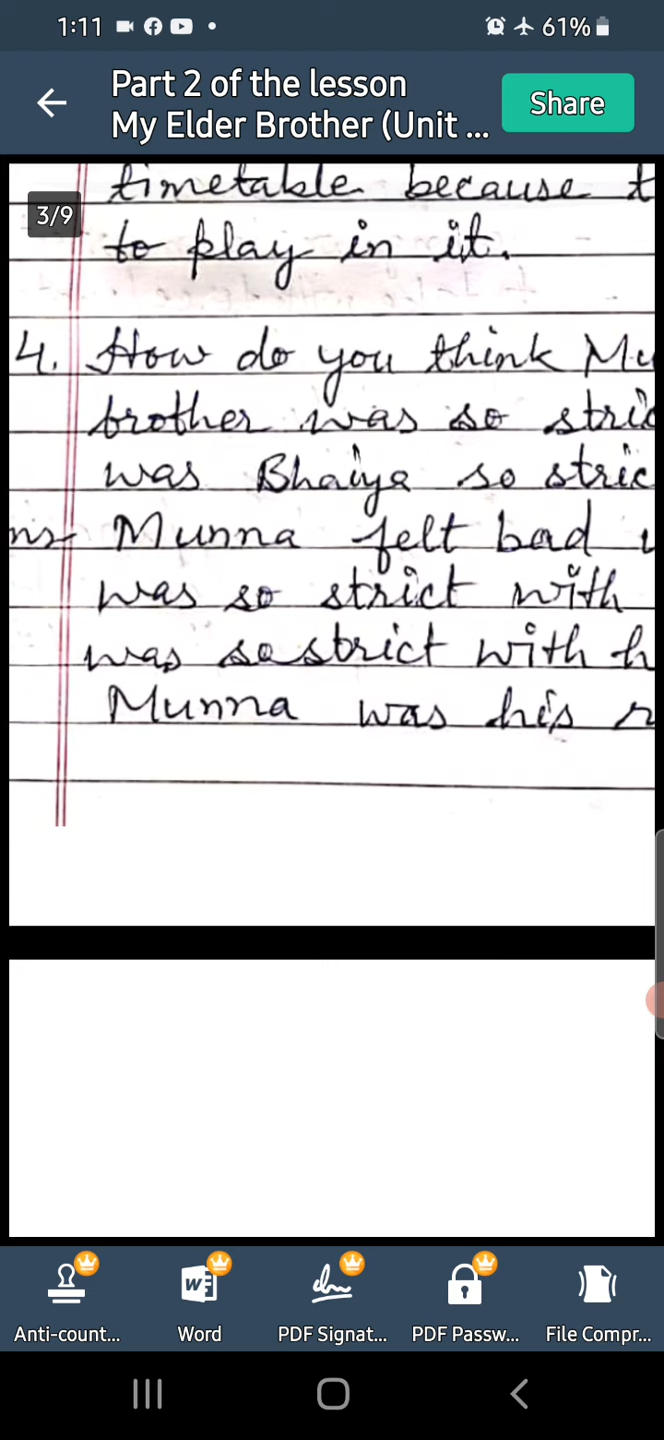 1:11 61%
Part 2 of the lesson
My Elder Brother (Unit ...
Share
3/9
timetable because t
to play in it.
4. How do you think Mu
brother was so stric
was Bhaiya so stric
ns- Munna felt bad
was so strict with
was so strict with h
Munna was his
Anti-count...
Word
PDF Signat...
PDF Passw...
File Compr...